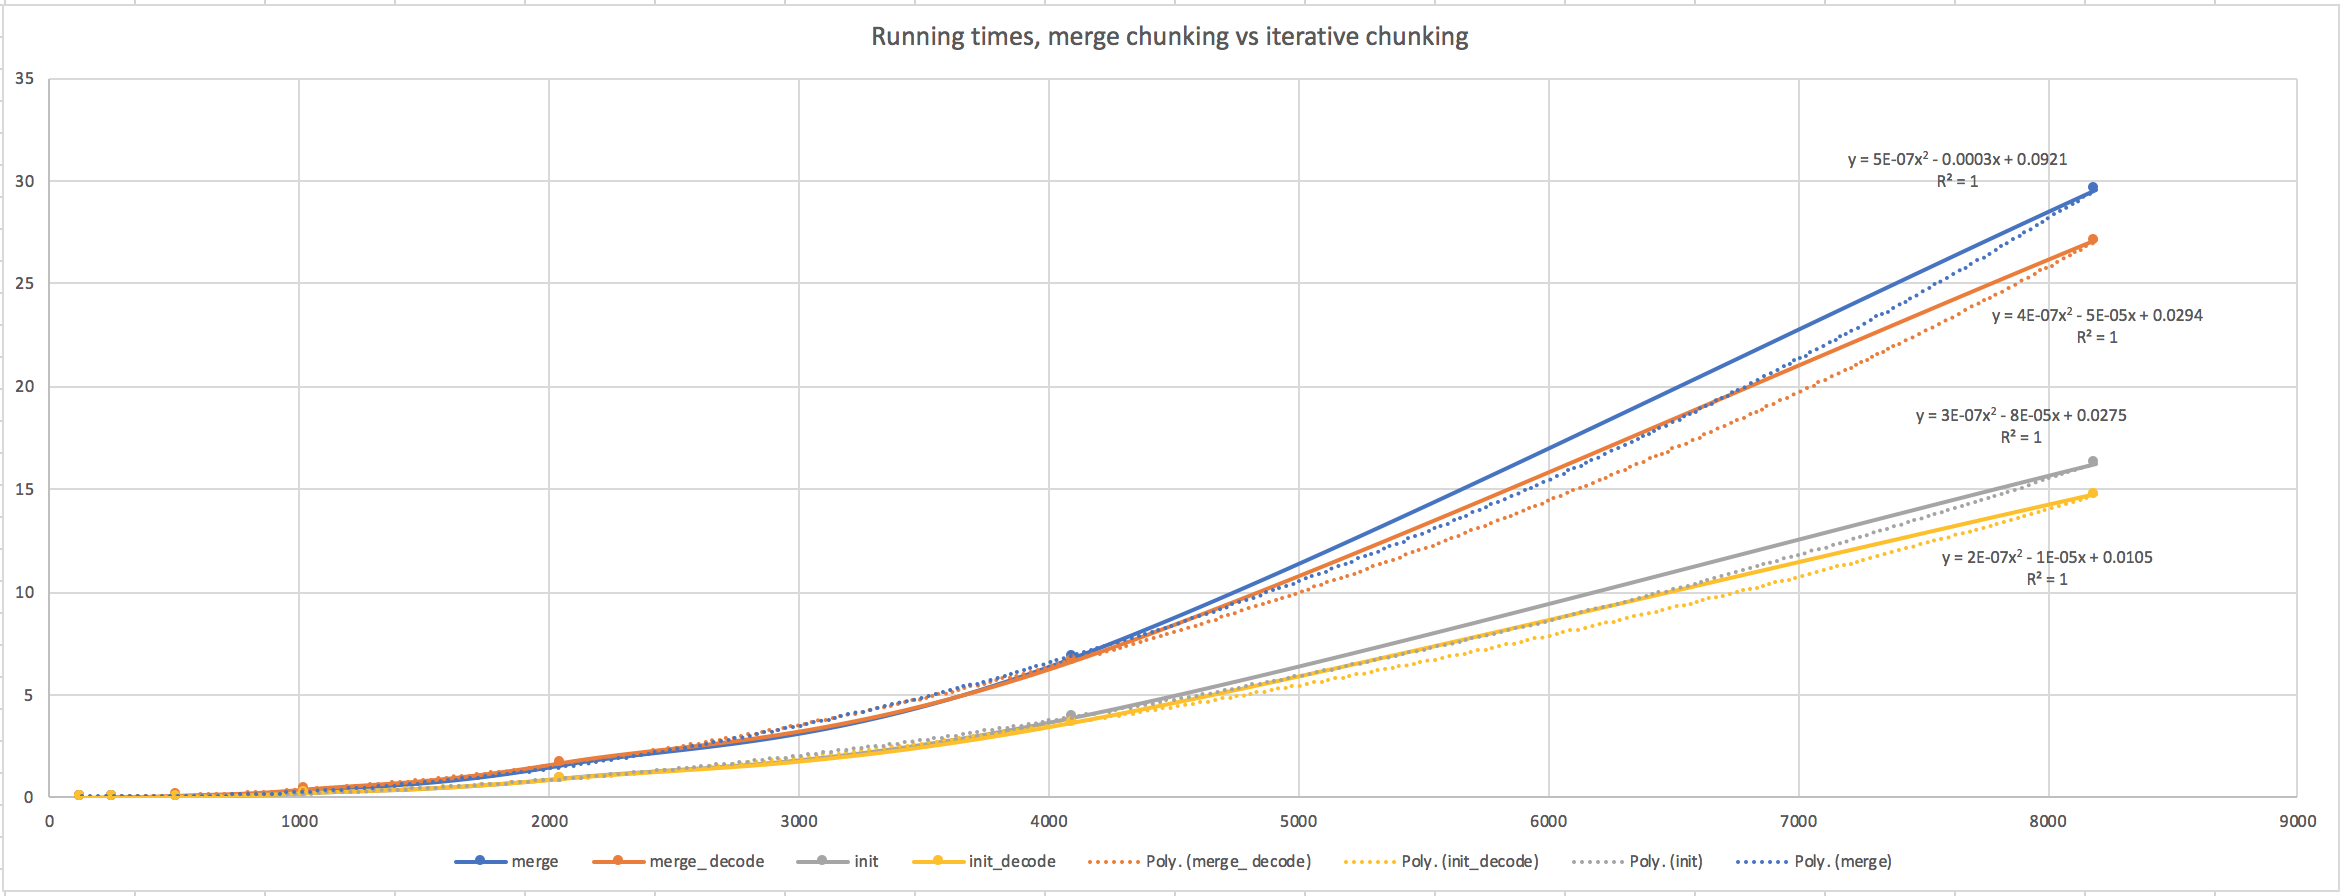 Running times, merge chunking vs iterative chunking
35
30
25
20
15
10
5
0
y = 5E-07x² - 0.0003x + 0.0921
R² = 1
y = 4E-07x² - 5E-05x + 0.0294
R² = 1
y = 3E-07x² - 8E-05x + 0.0275
R² = 1
y = 2E-07x² - 1E-05x + 0.0105
R² = 1
0 1000 2000 3000 4000 5000 6000 7000 8000 9000
merge merge_decode init init_decode Poly. (merge_decode) Poly. (init_decode) Poly. (init) Poly. (merge)